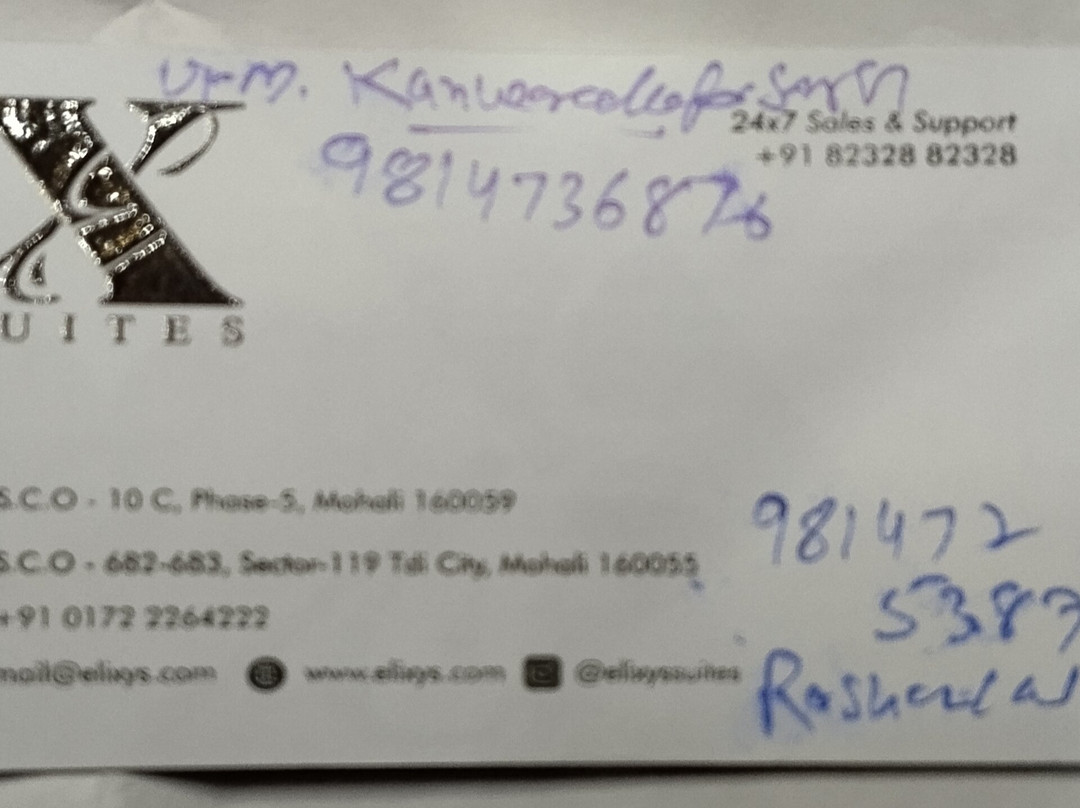 24x7 Sales & Support
+91 82328 82328
98147368
UITES
S.C.O - 10 C, Phase-5, Mohali 160059
S.C.O - 682-683, Sector-119 Tdi City, Mohali 160055
+91 0172 2264222
mail@elixys.com www.elixys.com @elixyssuites
981472
5387